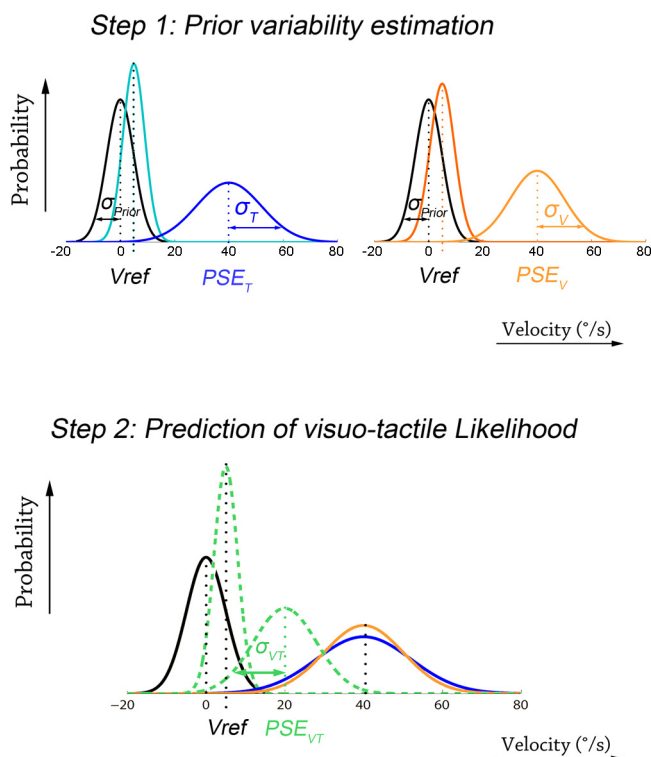 Step 1: Prior variability estimation
Probability
σPrior
σT
-20 0 20 40 60 80
Vref PSET
σPrior
σV
-20 0 20 40 60 80
Vref PSEV
Velocity (°/s)
Step 2: Prediction of visuo-tactile Likelihood
Probability
σVT
−20 0 20 40 60 80
Vref PSEVT
Velocity (°/s)